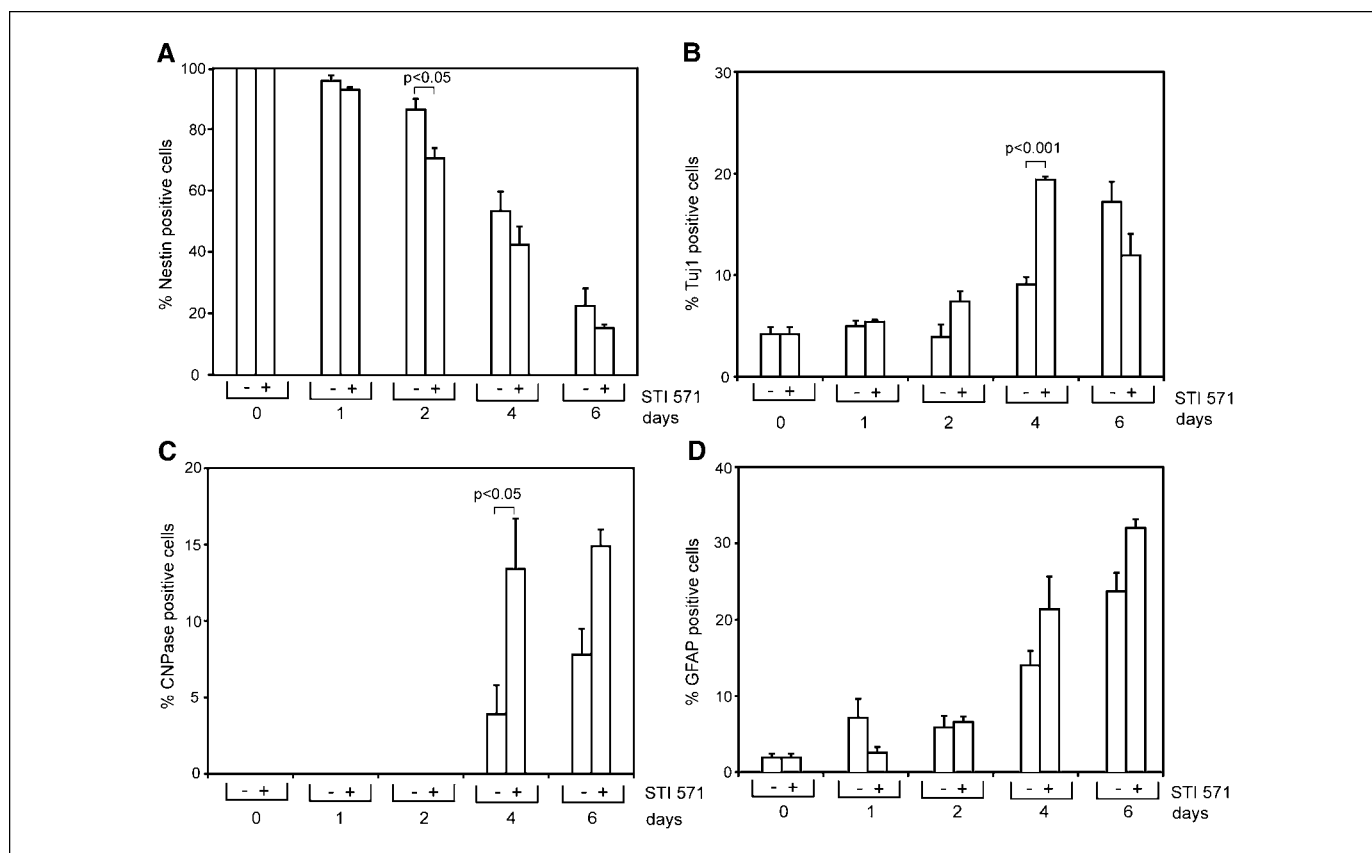 A
% Nestin positive cells
100
80
60
40
20
0
p<0.05
- + - + - + - + - + STI 571
0 1 2 4 6 days
B
% Tuj1 positive cells
30
20
10
0
p<0.001
- + - + - + - + - + STI 571
0 1 2 4 6 days
C
% CNPase positive cells
20
15
10
5
0
p<0.05
- + - + - + - + - + STI 571
0 1 2 4 6 days
D
% GFAP positive cells
40
30
20
10
0
- + - + - + - + - + STI 571
0 1 2 4 6 days